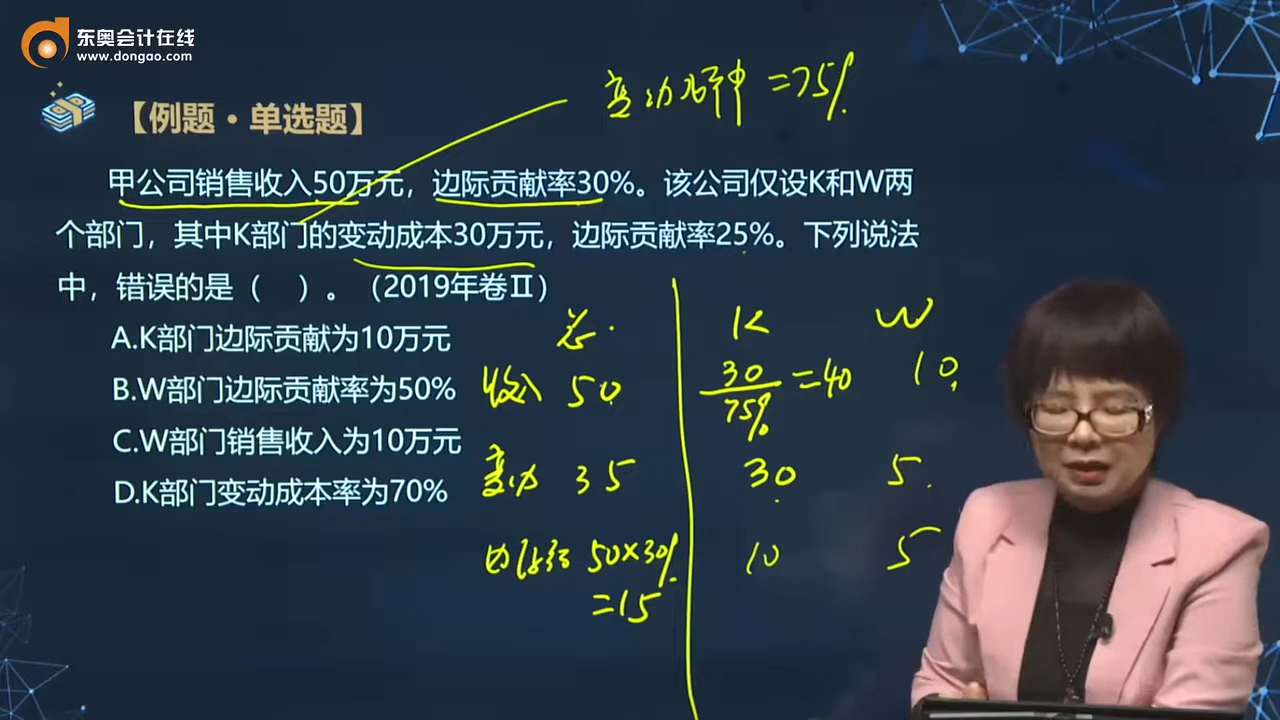 东奥会计在线
www.dongao.com
变动成本率=75%
【例题·单选题】
甲公司销售收入50万元，边际贡献率30%。该公司仅设K和W两
个部门，其中K部门的变动成本30万元，边际贡献率25%。下列说法
中，错误的是（ ）。（2019年卷Ⅱ）
A.K部门边际贡献为10万元
B.W部门边际贡献率为50%
C.W部门销售收入为10万元
D.K部门变动成本率为70%
总 K W
收入 50 30/75%=40 10
变动 35 30 5
50×30% 10 5
=15